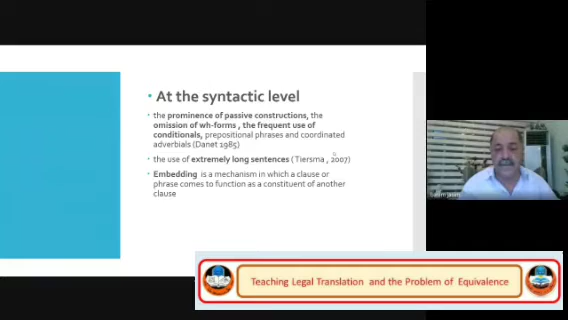 • At the syntactic level
• the prominence of passive constructions, the
omission of wh-forms , the frequent use of
conditionals, prepositional phrases and coordinated
adverbials (Danet 1985)
• the use of extremely long sentences ( Tiersma , 2007)
• Embedding is a mechanism in which a clause or
phrase comes to function as a constituent of another
clause
Teaching Legal Translation and the Problem of Equivalence